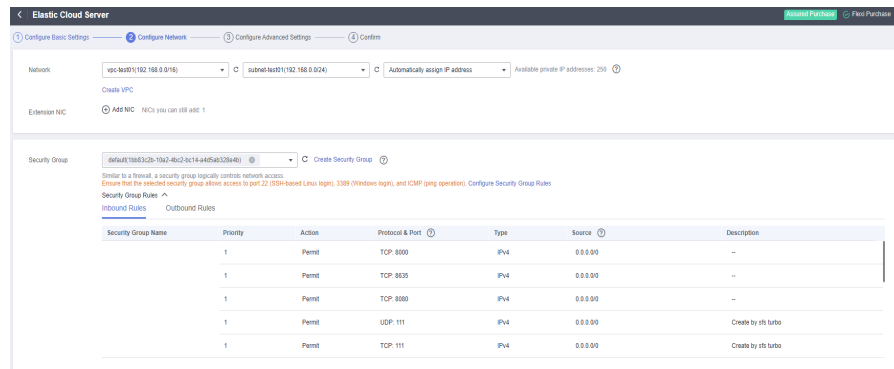 < Elastic Cloud Server Assured Purchase Flexi Purchase
1 Configure Basic Settings 2 Configure Network 3 Configure Advanced Settings 4 Confirm
Network vpc-test01(192.168.0.0/16) C subnet-test01(192.168.0.0/24) C Automatically assign IP address Available private IP addresses: 250 ?
Create VPC
Extension NIC Add NIC NICs you can still add: 1
Security Group default(1bb83c2b-10a2-4bc2-bc14-a4d5ab328e4b) C Create Security Group ?
Similar to a firewall, a security group logically controls network access.
Ensure that the selected security group allows access to port 22 (SSH-based Linux login), 3389 (Windows login), and ICMP (ping operation). Configure Security Group Rules
Security Group Rules
Inbound Rules Outbound Rules
Security Group Name Priority Action Protocol & Port ? Type Source ? Description
1 Permit TCP: 8000 IPv4 0.0.0.0/0 --
1 Permit TCP: 8635 IPv4 0.0.0.0/0 --
1 Permit TCP: 8080 IPv4 0.0.0.0/0 --
1 Permit UDP: 111 IPv4 0.0.0.0/0 Create by sfs turbo
1 Permit TCP: 111 IPv4 0.0.0.0/0 Create by sfs turbo